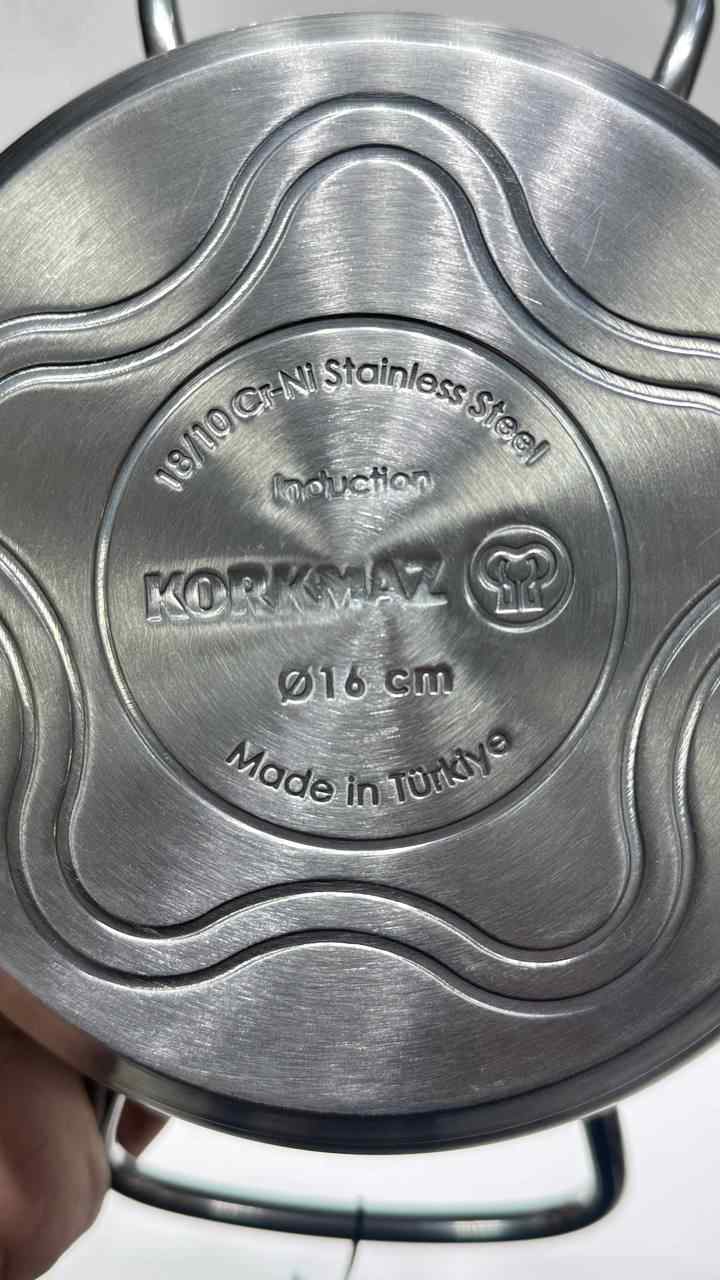 18/10 Cr-Ni Stainless Steel
Induction
KORKMAZ
Ø16 cm
Made in Türkiye